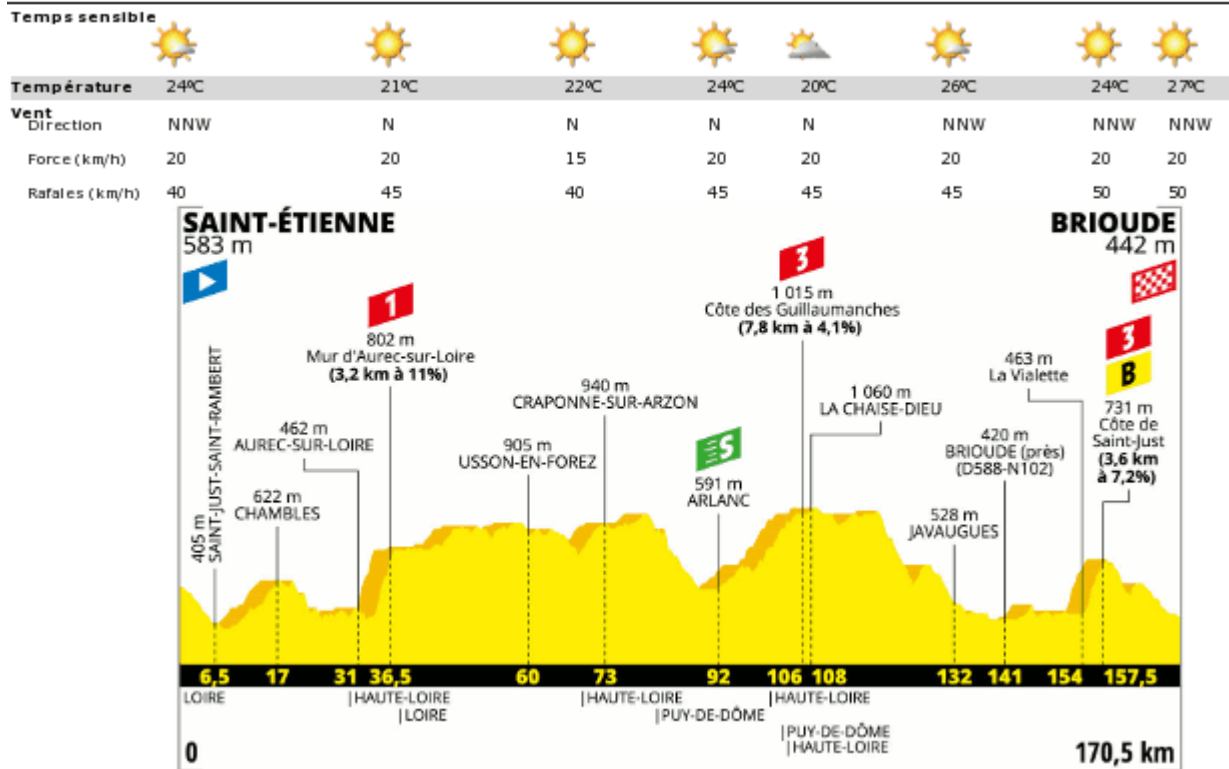 Temps sensible
Température 24ºC 21ºC 22ºC 24ºC 20ºC 26ºC 24ºC 27ºC
Vent
Direction NNW N N N N NNW NNW NNW
Force (km/h) 20 20 15 20 20 20 20 20
Rafales (km/h) 40 45 40 45 45 45 50 50
SAINT-ÉTIENNE
583 m
BRIOUDE
442 m
405 m
SAINT-JUST-SAINT-RAMBERT
622 m
CHAMBLES
462 m
AUREC-SUR-LOIRE
1
802 m
Mur d'Aurec-sur-Loire
(3,2 km à 11%)
905 m
USSON-EN-FOREZ
940 m
CRAPONNE-SUR-ARZON
S
591 m
ARLANC
3
1 015 m
Côte des Guillaumanches
(7,8 km à 4,1%)
1 060 m
LA CHAISE-DIEU
528 m
JAVAUGUES
420 m
BRIOUDE (près)
(D588-N102)
463 m
La Vialette
3
B
731 m
Côte de
Saint-Just
(3,6 km
à 7,2%)
6,5 17 31 36,5 60 73 92 106 108 132 141 154 157,5
LOIRE |HAUTE-LOIRE |HAUTE-LOIRE |HAUTE-LOIRE
|LOIRE |PUY-DE-DÔME
|PUY-DE-DÔME
|HAUTE-LOIRE
0 170,5 km